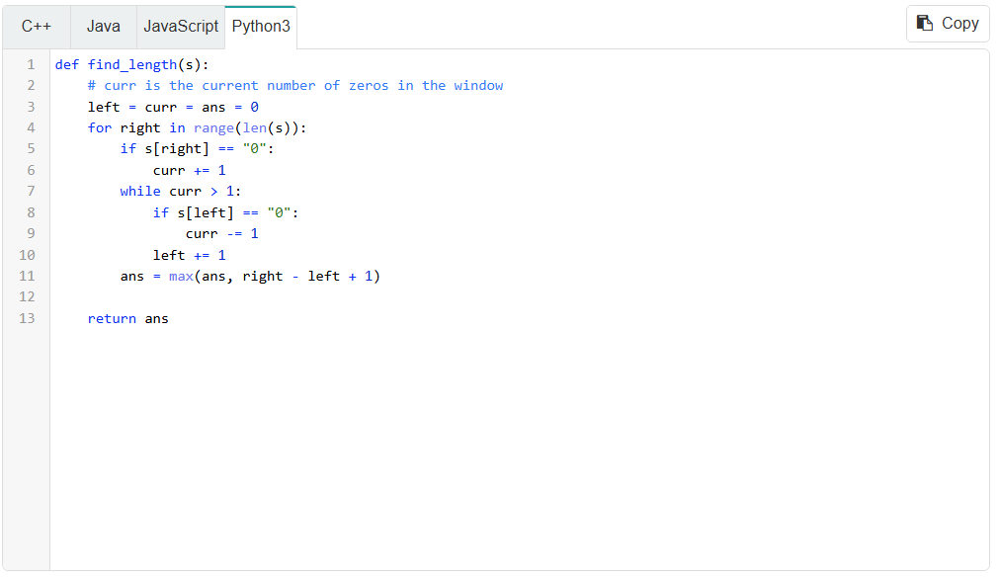 C++ Java JavaScript Python3 Copy
1 def find_length(s):
2     # curr is the current number of zeros in the window
3     left = curr = ans = 0
4     for right in range(len(s)):
5         if s[right] == "0":
6             curr += 1
7         while curr > 1:
8             if s[left] == "0":
9                 curr -= 1
10             left += 1
11         ans = max(ans, right - left + 1)
12
13     return ans